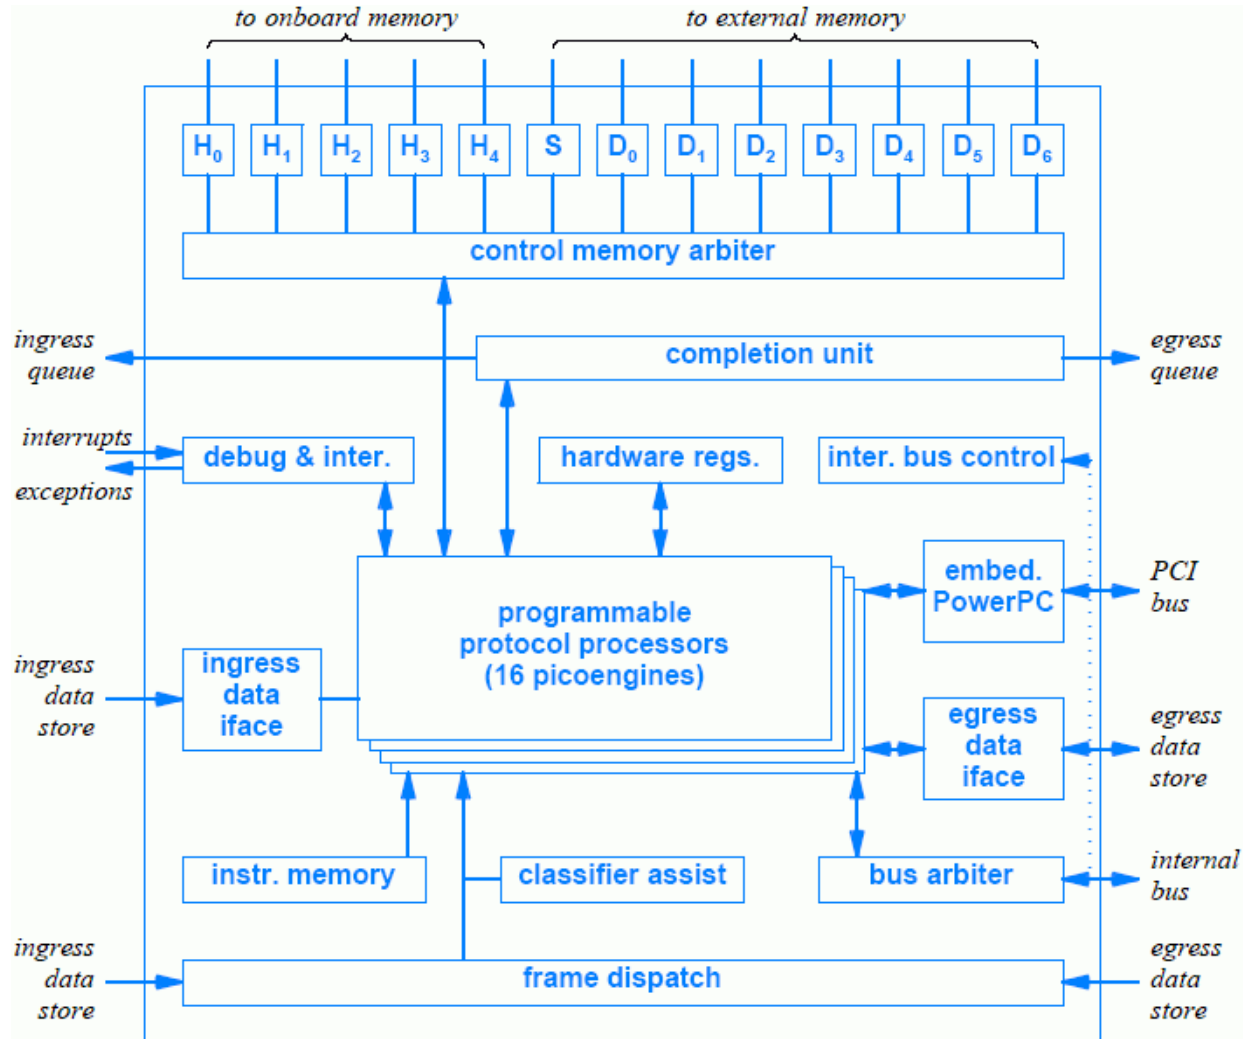 to onboard memory
to external memory
H0 H1 H2 H3 H4 S D0 D1 D2 D3 D4 D5 D6
control memory arbiter
ingress
queue
completion unit
egress
queue
interrupts
exceptions
debug & inter.
hardware regs.
inter. bus control
programmable
protocol processors
(16 picoengines)
embed.
PowerPC
PCI
bus
ingress
data
store
ingress
data
iface
egress
data
iface
egress
data
store
instr. memory
classifier assist
bus arbiter
internal
bus
ingress
data
store
frame dispatch
egress
data
store